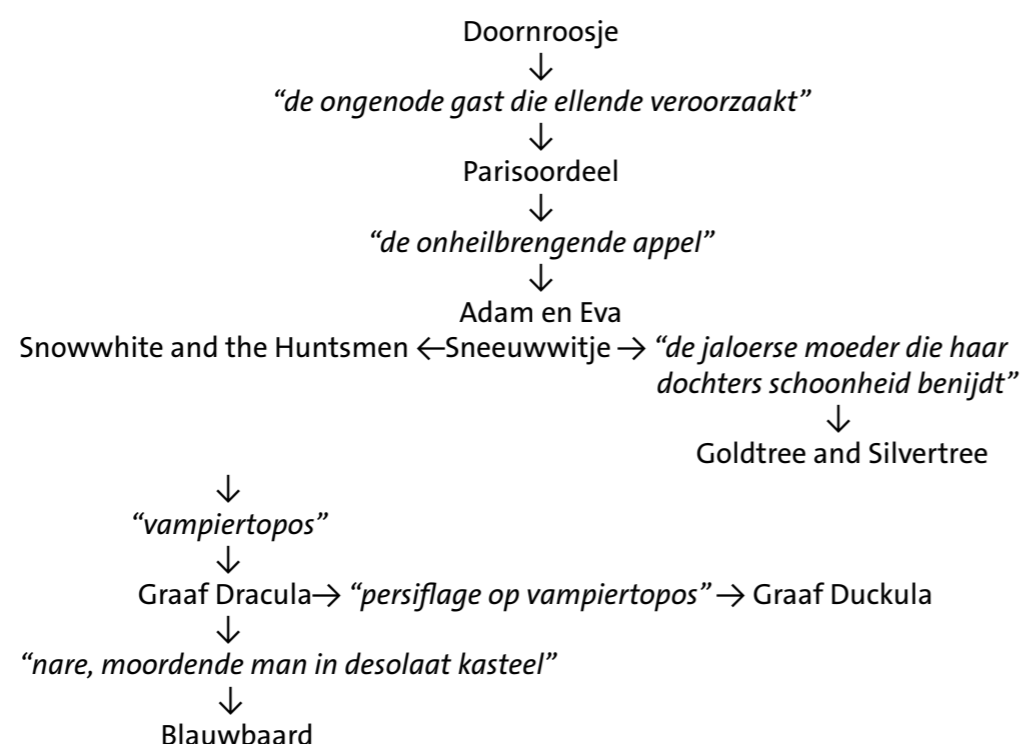 Doornroosje
↓
“de ongenode gast die ellende veroorzaakt”
↓
Parisoordeel
↓
“de onheilbrengende appel”
↓
Adam en Eva
Snowwhite and the Huntsmen ←Sneeuwwitje → “de jaloerse moeder die haar
dochters schoonheid benijdt”
↓
Goldtree and Silvertree
↓
“vampiertopos”
↓
Graaf Dracula→ “persiflage op vampiertopos” → Graaf Duckula
↓
“nare, moordende man in desolaat kasteel”
↓
Blauwbaard